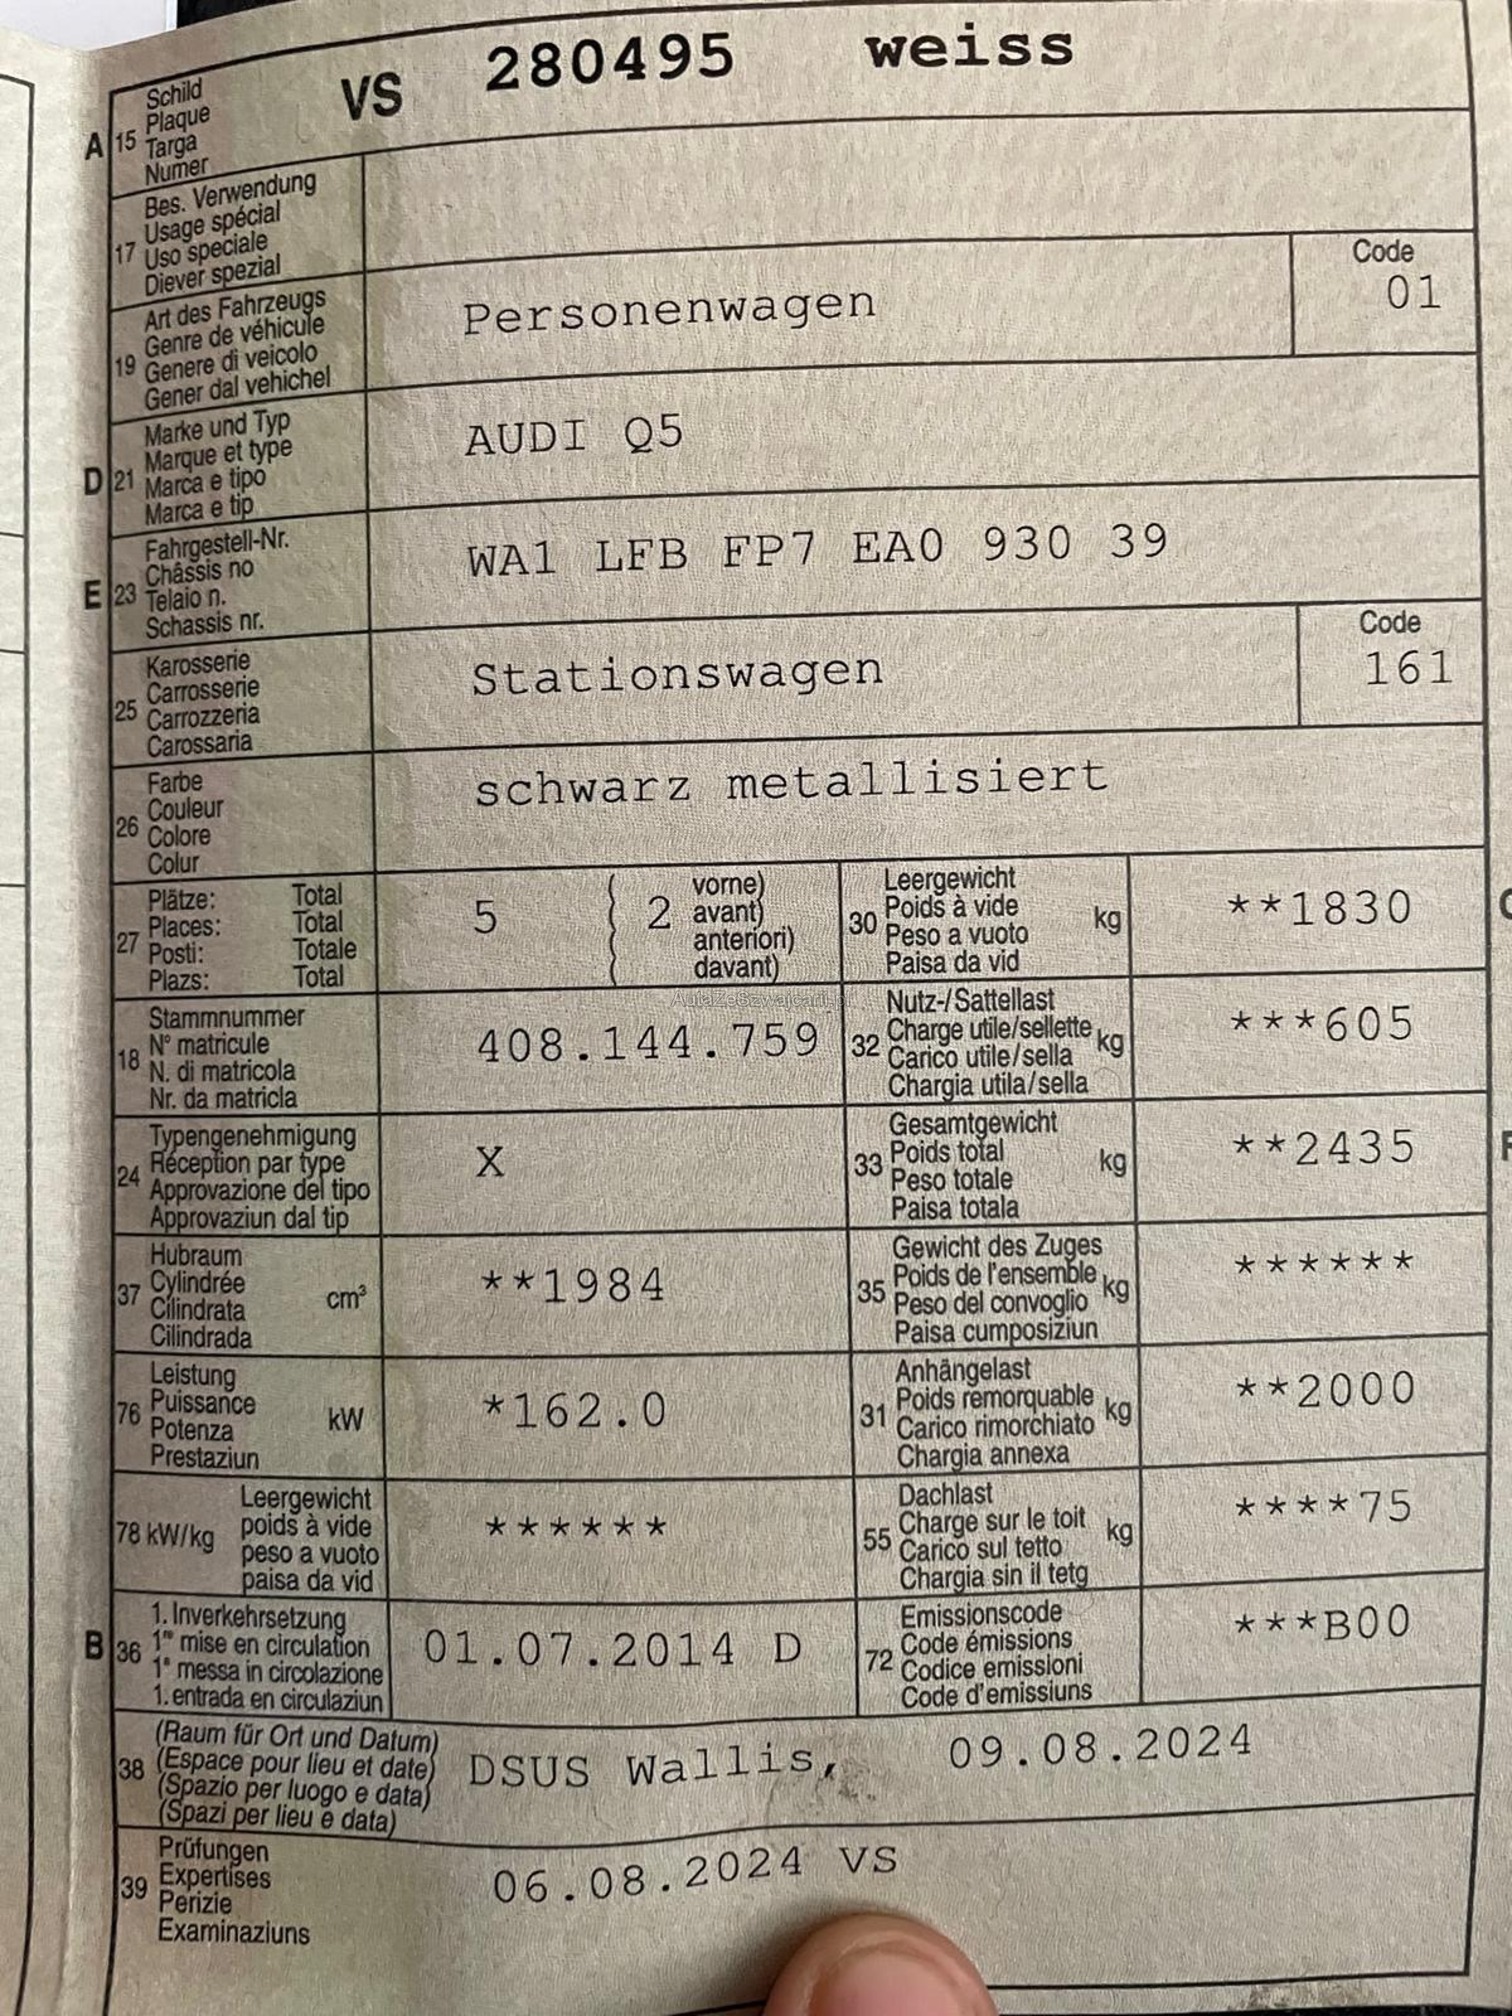 A 15 Schild
Plaque
Targa
Numer
VS 280495 weiss
17 Bes. Verwendung
Usage spécial
Uso speciale
Diever spezial
19 Art des Fahrzeugs
Genre de véhicule
Genere di veicolo
Gener dal vehichel
Personenwagen
Code
01
D 21 Marke und Typ
Marque et type
Marca e tipo
Marca e tip
AUDI Q5
E 23 Fahrgestell-Nr.
Châssis no
Telaio n.
Schassis nr.
WA1 LFB FP7 EA0 930 39
25 Karosserie
Carrosserie
Carrozzeria
Carossaria
Stationswagen
Code
161
26 Farbe
Couleur
Colore
Colur
schwarz metallisiert
27 Plätze: Total
Places: Total
Posti: Totale
Plazs: Total
5 ( 2 vorne)
( avant)
( anteriori)
( davant)
30 Leergewicht
Poids à vide
Peso a vuoto
Paisa da vid
kg
**1830
18 Stammnummer
N° matricule
N. di matricola
Nr. da matricla
408.144.759
32 Nutz-/Sattellast
Charge utile/sellette
Carico utile/sella
Chargia utila/sella
kg
***605
24 Typengenehmigung
Réception par type
Approvazione del tipo
Approvaziun dal tip
X
33 Gesamtgewicht
Poids total
Peso totale
Paisa totala
kg
**2435
37 Hubraum
Cylindrée
Cilindrata
Cilindrada
cm³
**1984
35 Gewicht des Zuges
Poids de l'ensemble
Peso del convoglio
Paisa cumposiziun
kg
******
76 Leistung
Puissance
Potenza
Prestaziun
kW
*162.0
31 Anhängelast
Poids remorquable
Carico rimorchiato
Chargia annexa
kg
**2000
78 kW/kg Leergewicht
poids à vide
peso a vuoto
paisa da vid
******
55 Dachlast
Charge sur le toit
Carico sul tetto
Chargia sin il tetg
kg
****75
B 36 1. Inverkehrsetzung
1re mise en circulation
1a messa in circolazione
1. entrada en circulaziun
01.07.2014 D
72 Emissionscode
Code émissions
Codice emissioni
Code d'emissiuns
***B00
38 (Raum für Ort und Datum)
(Espace pour lieu et date)
(Spazio per luogo e data)
(Spazi per lieu e data)
DSUS Wallis, 09.08.2024
39 Prüfungen
Expertises
Perizie
Examinaziuns
06.08.2024 VS